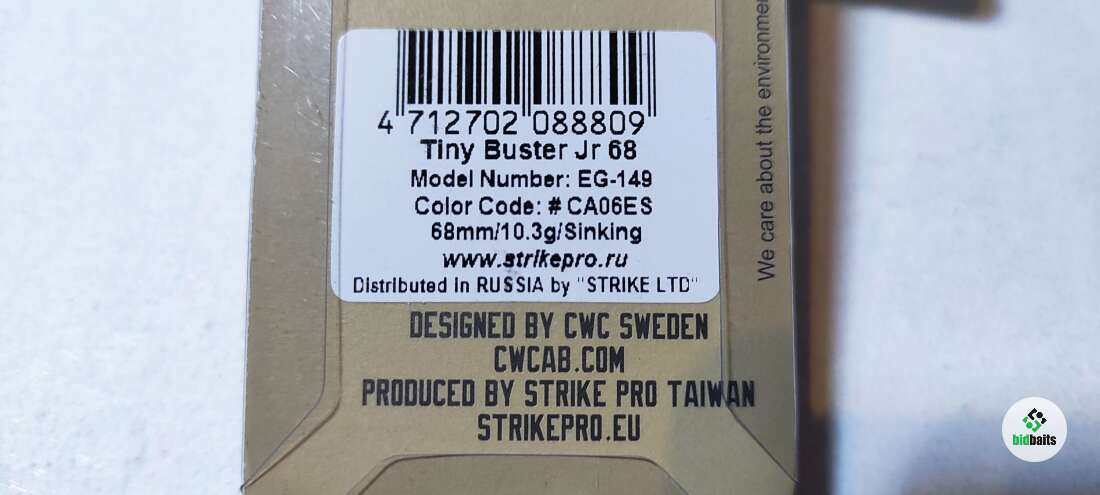 4 712702 088809
Tiny Buster Jr 68
Model Number: EG-149
Color Code: # CA06ES
68mm/10.3g/Sinking
www.strikepro.ru
Distributed in RUSSIA by "STRIKE LTD"
DESIGNED BY CWC SWEDEN
CWCAB.COM
PRODUCED BY STRIKE PRO TAIWAN
STRIKEPRO.EU
We care about the environmen
bidbaits